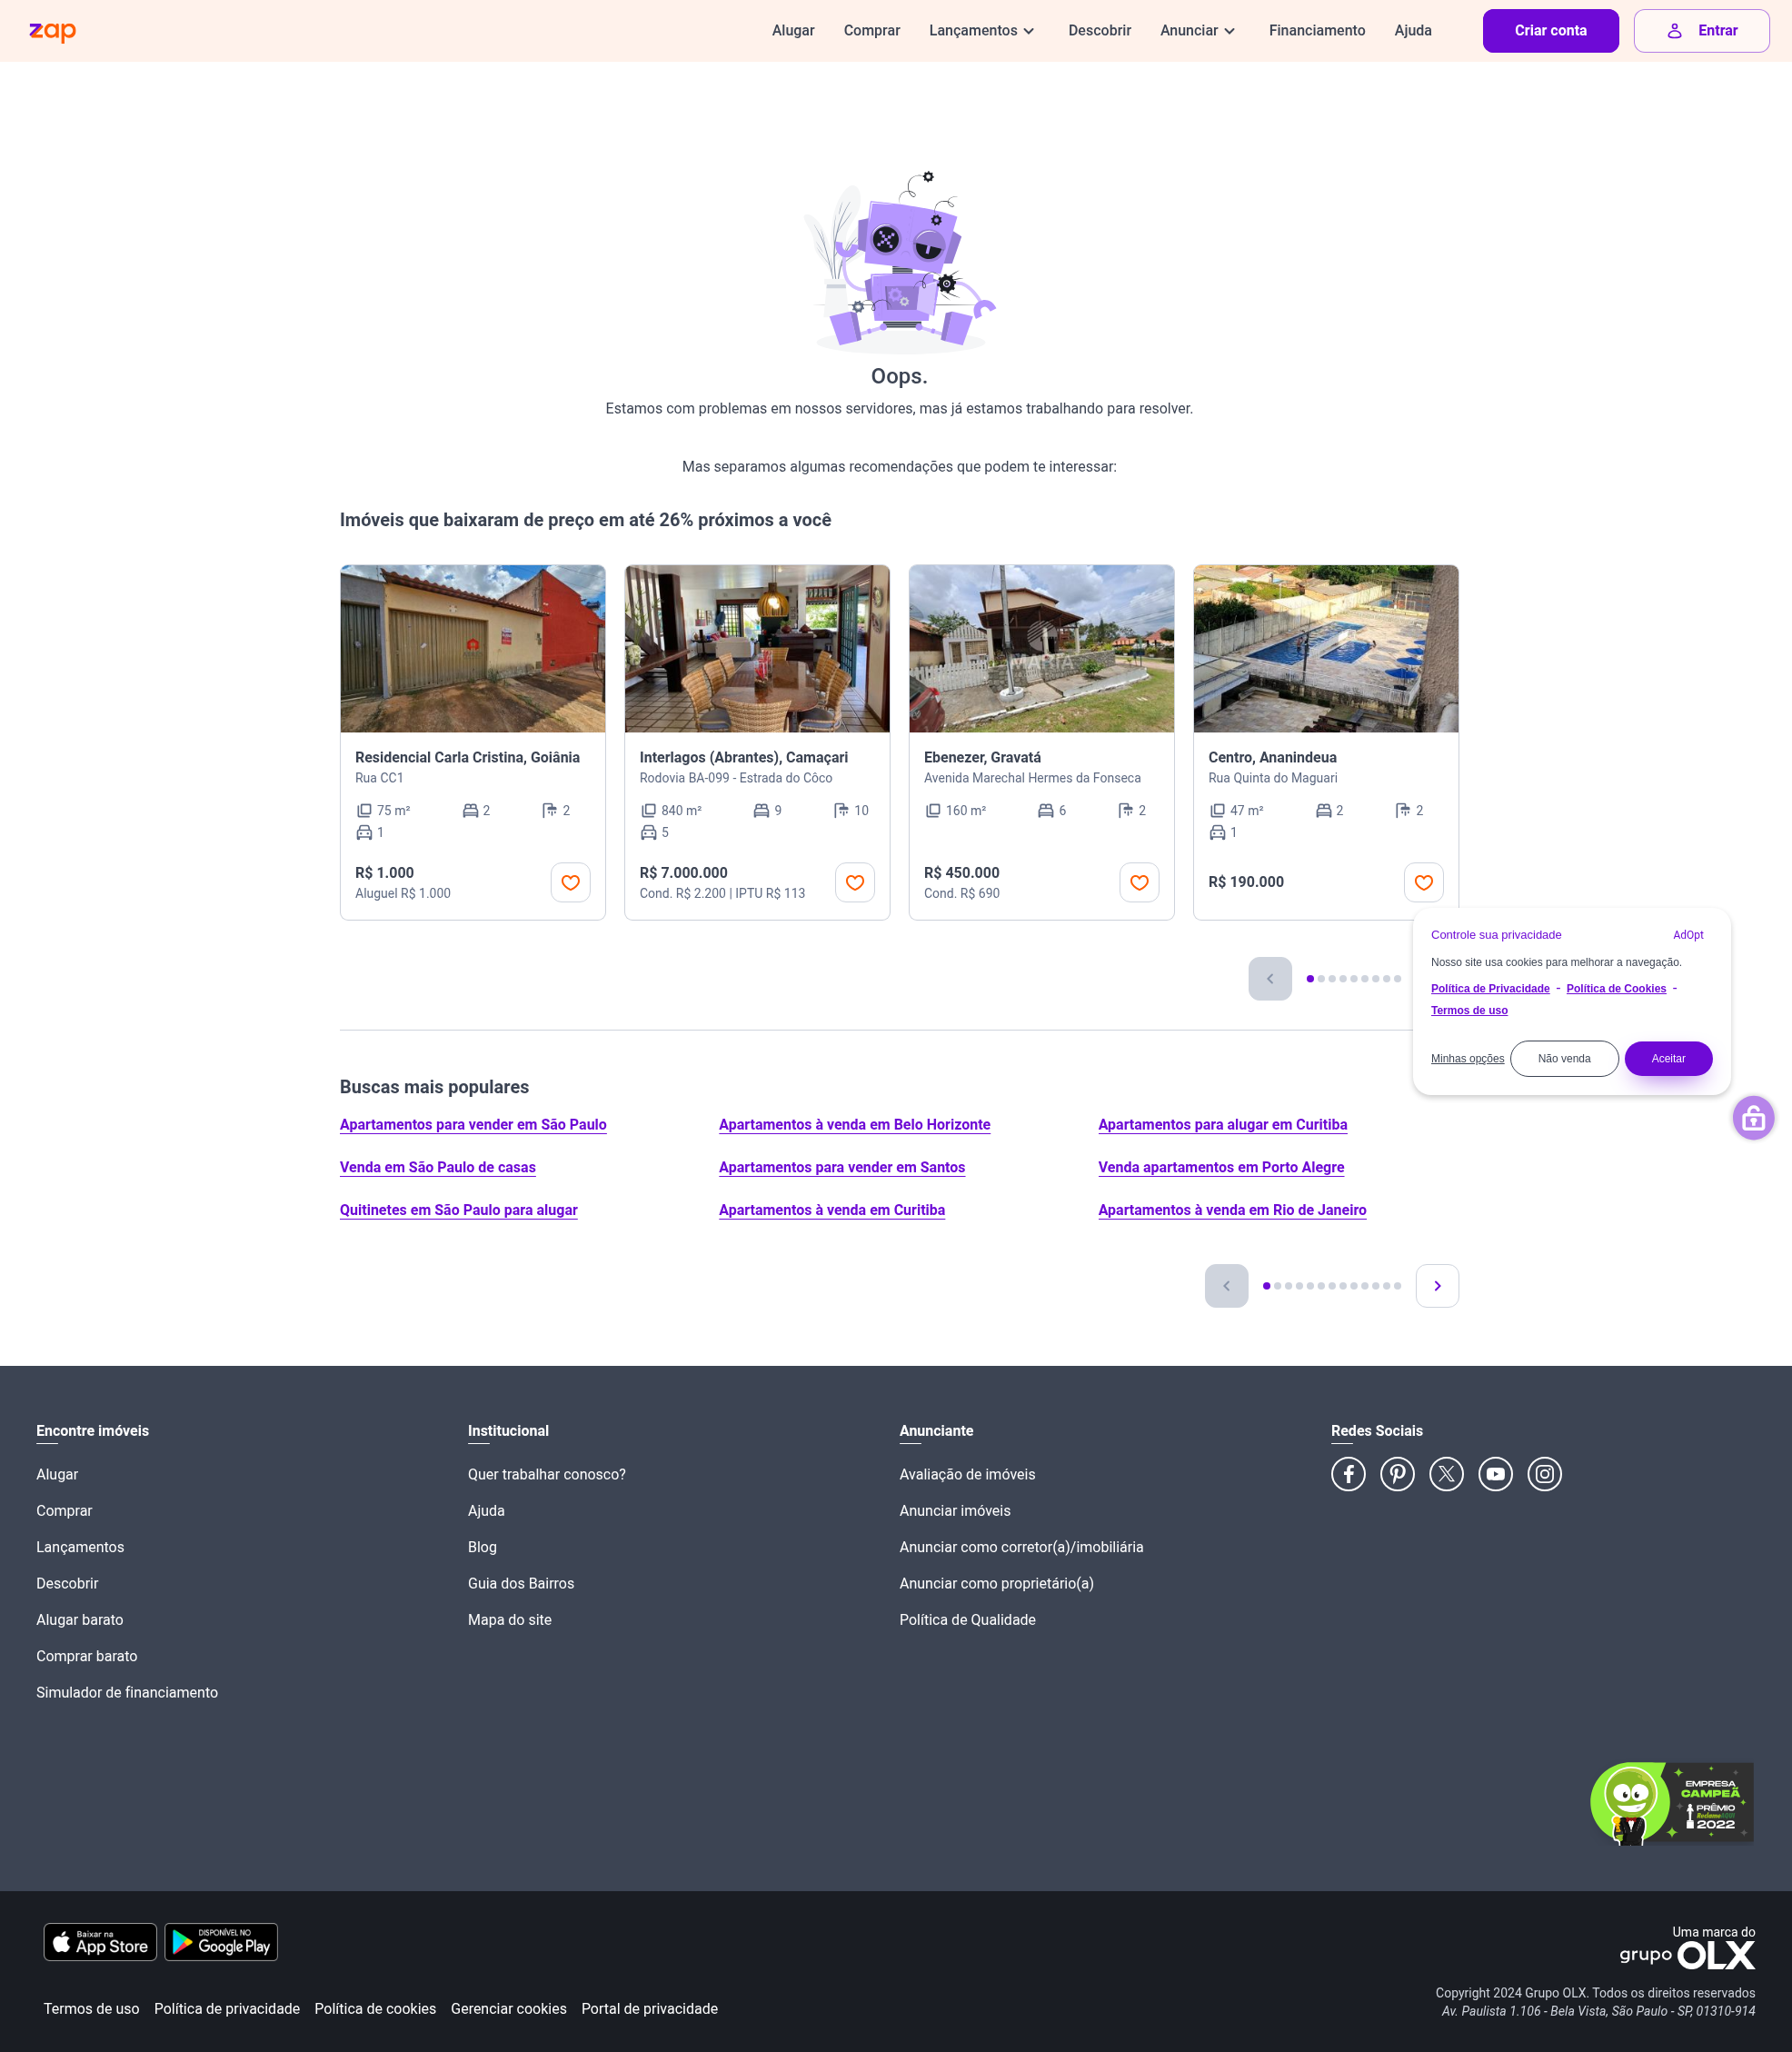 zap
Alugar
Comprar
Lançamentos
Descobrir
Anunciar
Financiamento
Ajuda
Criar conta
Entrar
Oops.
Estamos com problemas em nossos servidores, mas já estamos trabalhando para resolver.
Mas separamos algumas recomendações que podem te interessar:
Imóveis que baixaram de preço em até 26% próximos a você
MARIA
Residencial Carla Cristina, Goiânia
Rua CC1
75 m²
2
2
1
R$ 1.000
Aluguel R$ 1.000
Interlagos (Abrantes), Camaçari
Rodovia BA-099 - Estrada do Côco
840 m²
9
10
5
R$ 7.000.000
Cond. R$ 2.200 | IPTU R$ 113
Ebenezer, Gravatá
Avenida Marechal Hermes da Fonseca
160 m²
6
2
R$ 450.000
Cond. R$ 690
Centro, Ananindeua
Rua Quinta do Maguari
47 m²
2
2
1
R$ 190.000
Controle sua privacidade
AdOpt
Nosso site usa cookies para melhorar a navegação.
Política de Privacidade - Política de Cookies -
Termos de uso
Minhas opções
Não venda
Aceitar
Buscas mais populares
Apartamentos para vender em São Paulo
Apartamentos à venda em Belo Horizonte
Apartamentos para alugar em Curitiba
Venda em São Paulo de casas
Apartamentos para vender em Santos
Venda apartamentos em Porto Alegre
Quitinetes em São Paulo para alugar
Apartamentos à venda em Curitiba
Apartamentos à venda em Rio de Janeiro
Encontre imóveis
Alugar
Comprar
Lançamentos
Descobrir
Alugar barato
Comprar barato
Simulador de financiamento
Institucional
Quer trabalhar conosco?
Ajuda
Blog
Guia dos Bairros
Mapa do site
Anunciante
Avaliação de imóveis
Anunciar imóveis
Anunciar como corretor(a)/imobiliária
Anunciar como proprietário(a)
Política de Qualidade
Redes Sociais
EMPRESA
CAMPEÃ
PRÊMIO
ReclameAQUI
2022
Baixar na
App Store
DISPONÍVEL NO
Google Play
Uma marca do
grupo OLX
Termos de uso
Política de privacidade
Política de cookies
Gerenciar cookies
Portal de privacidade
Copyright 2024 Grupo OLX. Todos os direitos reservados
Av. Paulista 1.106 - Bela Vista, São Paulo - SP, 01310-914